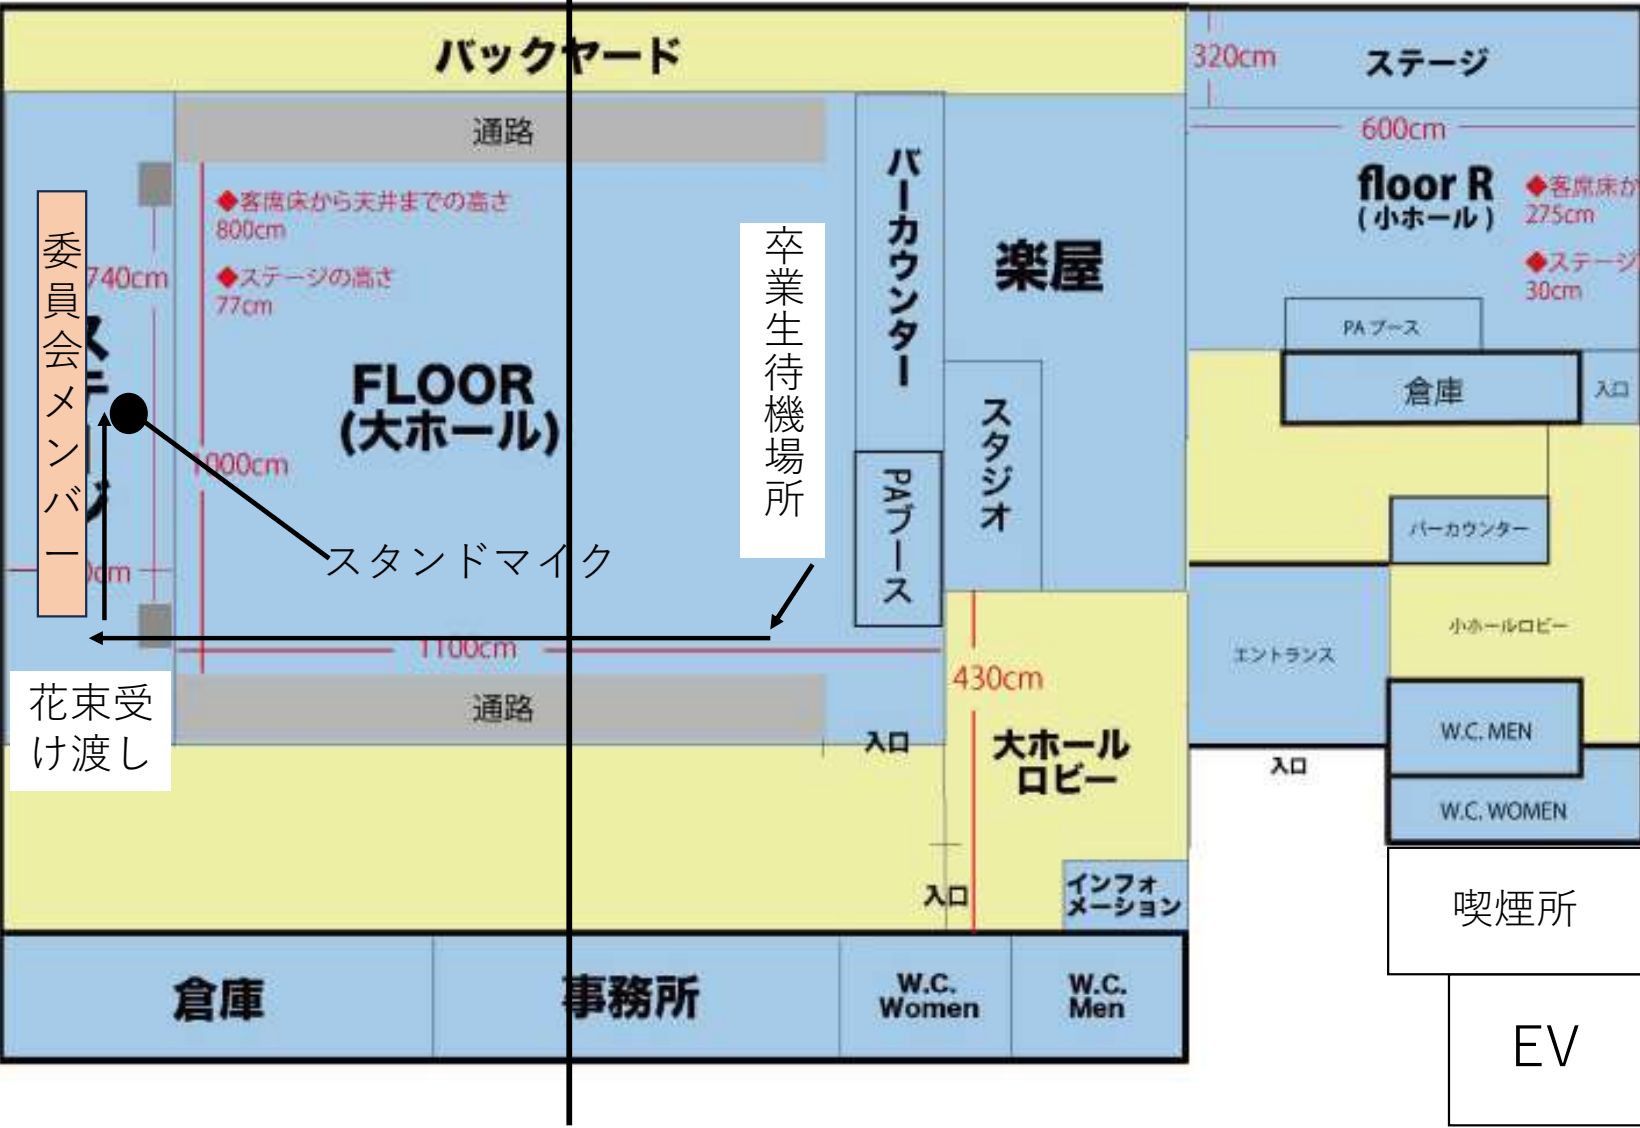 バックヤード
通路
◆客席床から天井までの高さ
800cm
◆ステージの高さ
77cm
委員会メンバー
740cm
FLOOR
(大ホール)
1000cm
スタンドマイク
卒業生待機場所
バーカウンター
PAブース
楽屋
スタジオ
1100cm
通路
花束受
け渡し
入口
430cm
大ホール
ロビー
入口
インフォ
メーション
倉庫
事務所
W.C.
Women
W.C.
Men
320cm
ステージ
600cm
floor R
(小ホール)
◆客席床か
275cm
◆ステージ
30cm
PA ブース
倉庫
入口
バーカウンター
小ホールロビー
エントランス
入口
W.C. MEN
W.C. WOMEN
喫煙所
EV